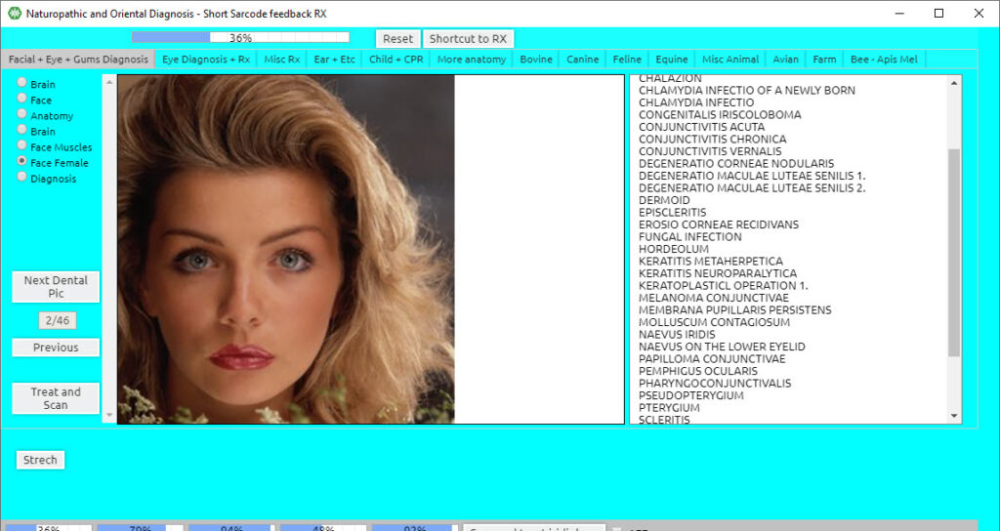 Naturopathic and Oriental Diagnosis - Short Sarcode feedback RX
36%
Reset
Shortcut to RX
Facial + Eye + Gums Diagnosis
Eye Diagnosis + Rx
Misc Rx
Ear + Etc
Child + CPR
More anatomy
Bovine
Canine
Feline
Equine
Misc Animal
Avian
Farm
Bee - Apis Mel
Brain
Face
Anatomy
Brain
Face Muscles
Face Female
Diagnosis
Next Dental
Pic
2/46
Previous
Treat and
Scan
CHALAZION
CHLAMYDIA INFECTIO OF A NEWLY BORN
CHLAMYDIA INFECTIO
CONGENITALIS IRISCOLOBOMA
CONJUNCTIVITIS ACUTA
CONJUNCTIVITIS CHRONICA
CONJUNCTIVITIS VERNALIS
DEGENERATIO CORNEAE NODULARIS
DEGENERATIO MACULAE LUTEAE SENILIS 1.
DEGENERATIO MACULAE LUTEAE SENILIS 2.
DERMOID
EPISCLERITIS
EROSIO CORNEAE RECIDIVANS
FUNGAL INFECTION
HORDEOLUM
KERATITIS METAHERPETICA
KERATITIS NEUROPARALYTICA
KERATOPLASTICL OPERATION 1.
MELANOMA CONJUNCTIVAE
MEMBRANA PUPILLARIS PERSISTENS
MOLLUSCUM CONTAGIOSUM
NAEVUS IRIDIS
NAEVUS ON THE LOWER EYELID
PAPILLOMA CONJUNCTIVAE
PEMPHIGUS OCULARIS
PHARYNGOCONJUNCTIVALIS
PSEUDOPTERYGIUM
PTERYGIUM
SCLERITIS
Strech
36%
94%
92%